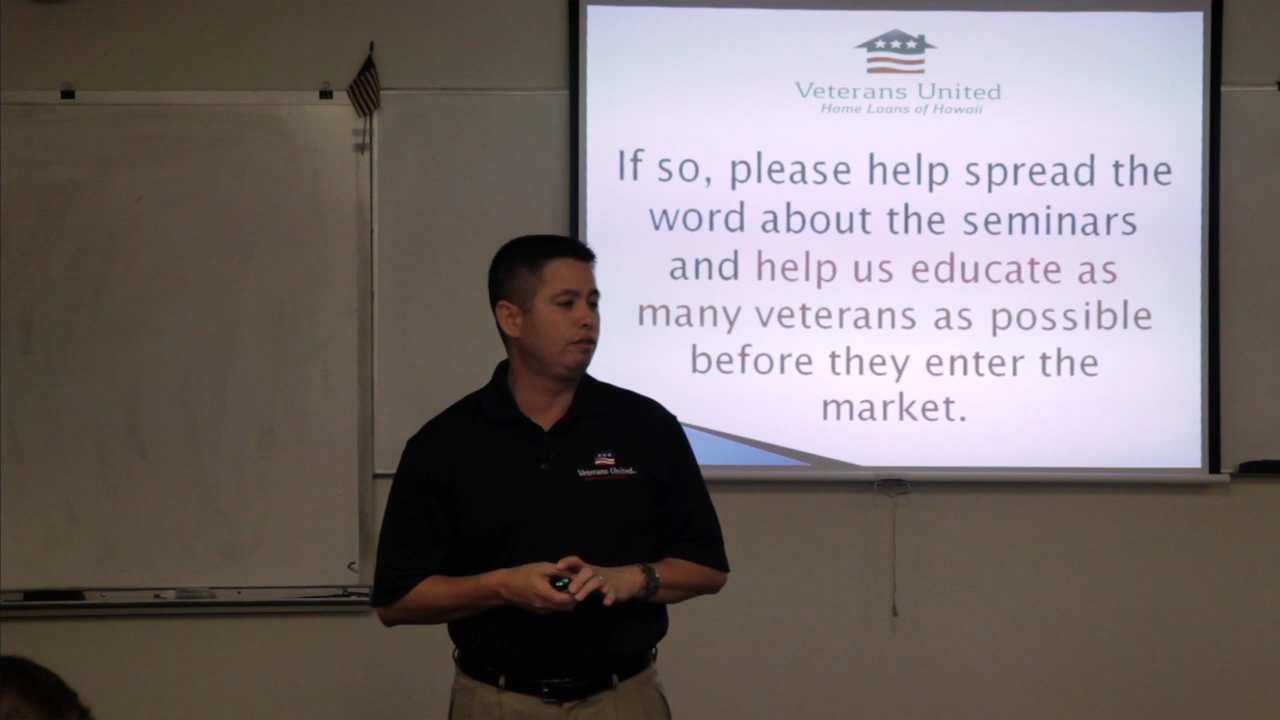 Veterans United
Home Loans of Hawaii
If so, please help spread the
word about the seminars
and help us educate as
many veterans as possible
before they enter the
market.
Veterans United